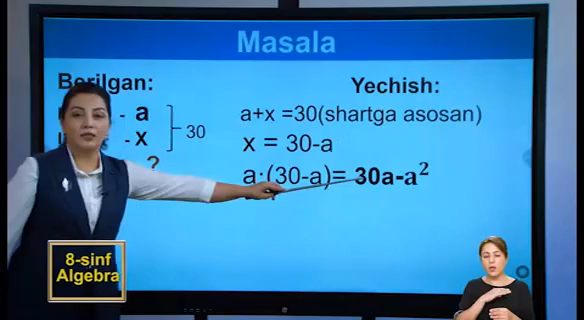 Masala
Berilgan:
- a
- x
30
?
Yechish:
a+x =30(shartga asosan)
x = 30-a
a·(30-a)= 30a-a²
8-sinf
Algebra